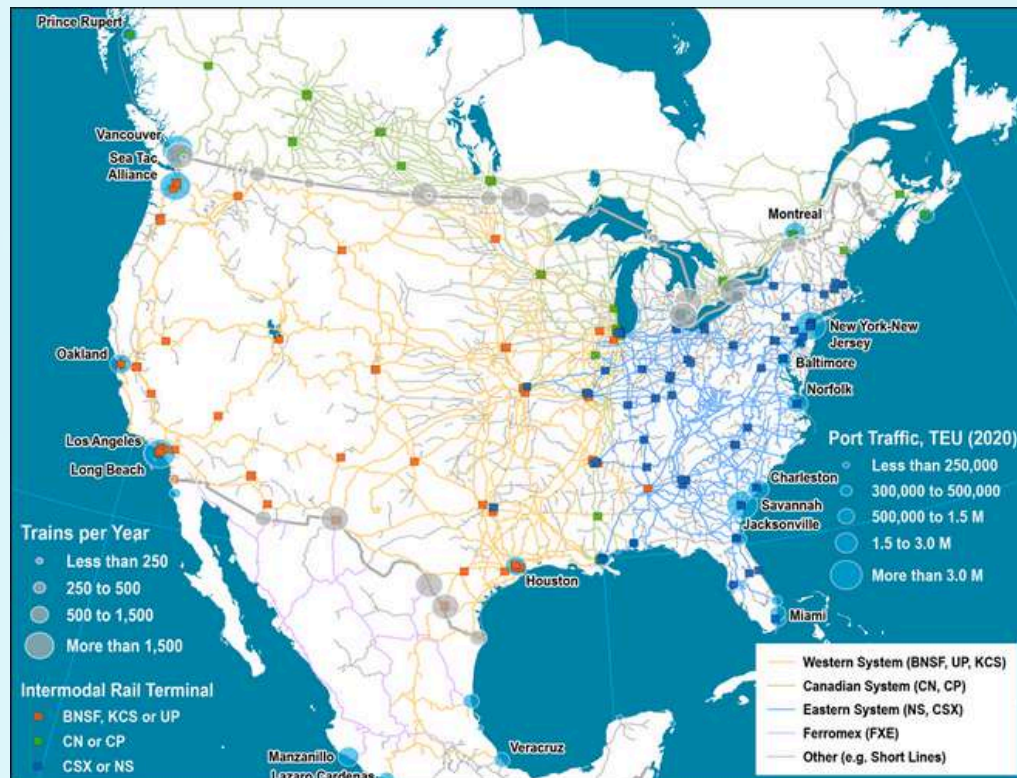 Prince Rupert
Vancouver
Sea Tac
Alliance
Montreal
New York-New
Jersey
Oakland
Baltimore
Norfolk
Los Angeles
Long Beach
Port Traffic, TEU (2020)
Less than 250,000
300,000 to 500,000
500,000 to 1.5 M
1.5 to 3.0 M
More than 3.0 M
Charleston
Savannah
Jacksonville
Trains per Year
Less than 250
250 to 500
500 to 1,500
More than 1,500
Houston
Miami
Intermodal Rail Terminal
BNSF, KCS or UP
CN or CP
CSX or NS
Western System (BNSF, UP, KCS)
Canadian System (CN, CP)
Eastern System (NS, CSX)
Ferromex (FXE)
Other (e.g. Short Lines)
Manzanillo
Lazaro Cardenas
Veracruz